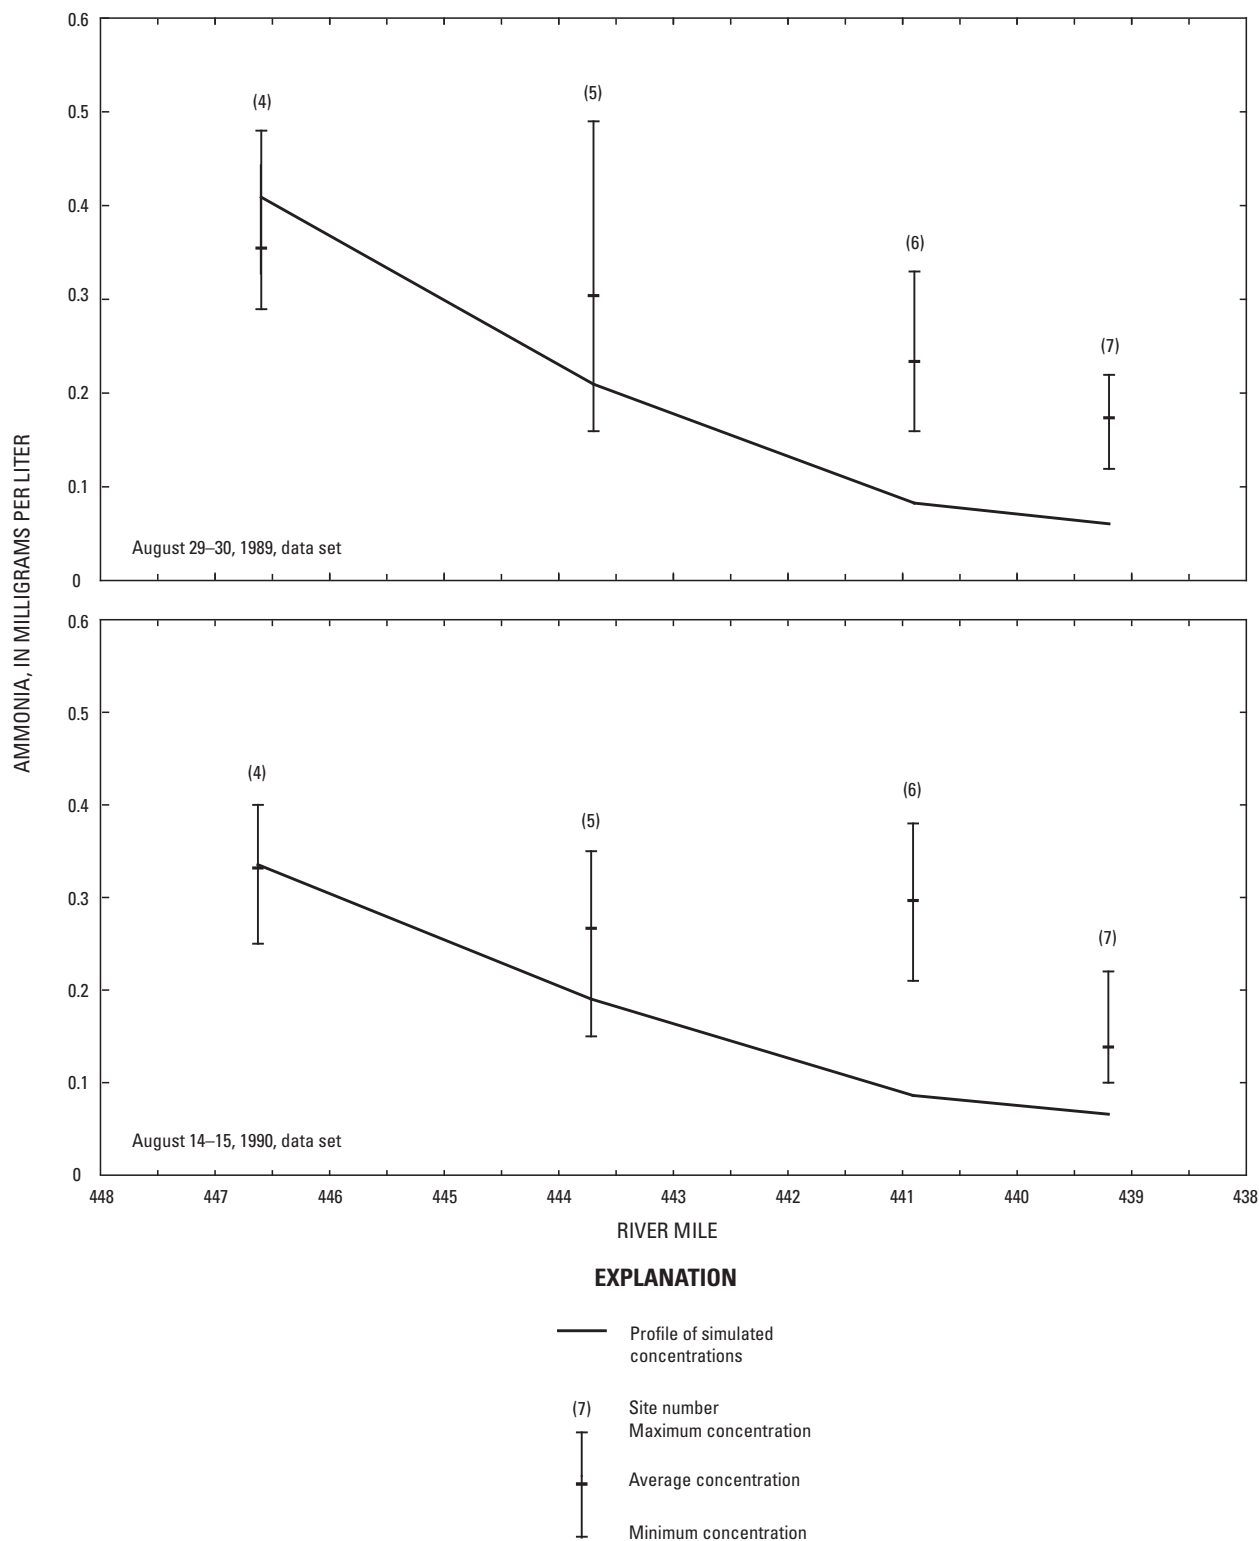 AMMONIA, IN MILLIGRAMS PER LITER
0.6
0.5
0.4
0.3
0.2
0.1
0
(4)
(5)
(6)
(7)
August 29–30, 1989, data set
0.6
0.5
0.4
0.3
0.2
0.1
0
(4)
(5)
(6)
(7)
August 14–15, 1990, data set
448 447 446 445 444 443 442 441 440 439 438
RIVER MILE
EXPLANATION
Profile of simulated
concentrations
(7) Site number
Maximum concentration
Average concentration
Minimum concentration